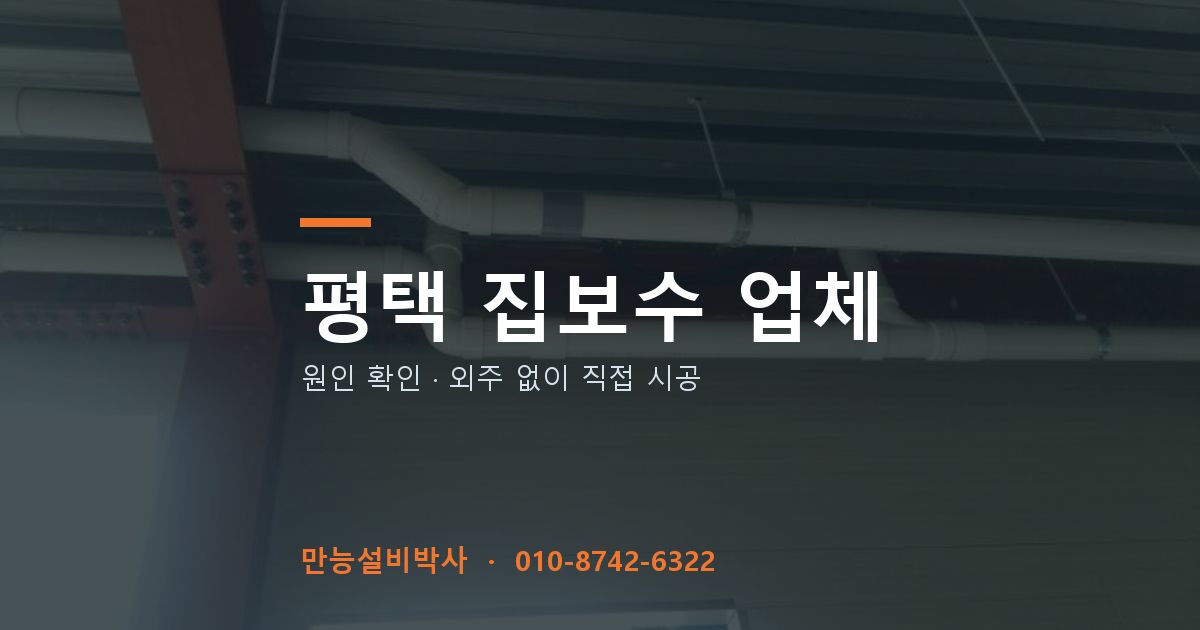 평택 집보수 업체
원인 확인 · 외주 없이 직접 시공
만능설비박사 · 010-8742-6322